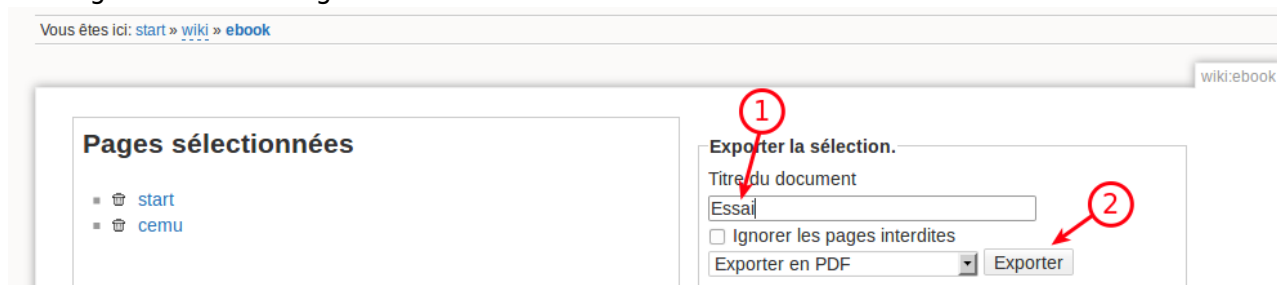 Vous êtes ici: start » wiki » ebook
wiki:ebook
1
Pages sélectionnées
Exporter la sélection.
Titre du document
start
Essai
2
cemu
Ignorer les pages interdites
Exporter en PDF
Exporter